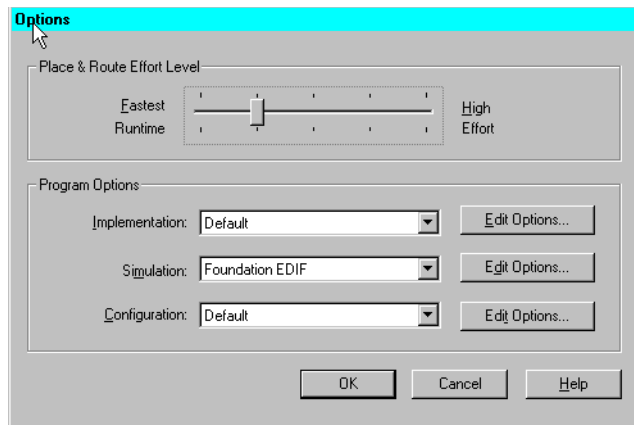 Options
Place & Route Effort Level
Fastest
Runtime
High
Effort
Program Options
Implementation: Default Edit Options...
Simulation: Foundation EDIF Edit Options...
Configuration: Default Edit Options...
OK Cancel Help